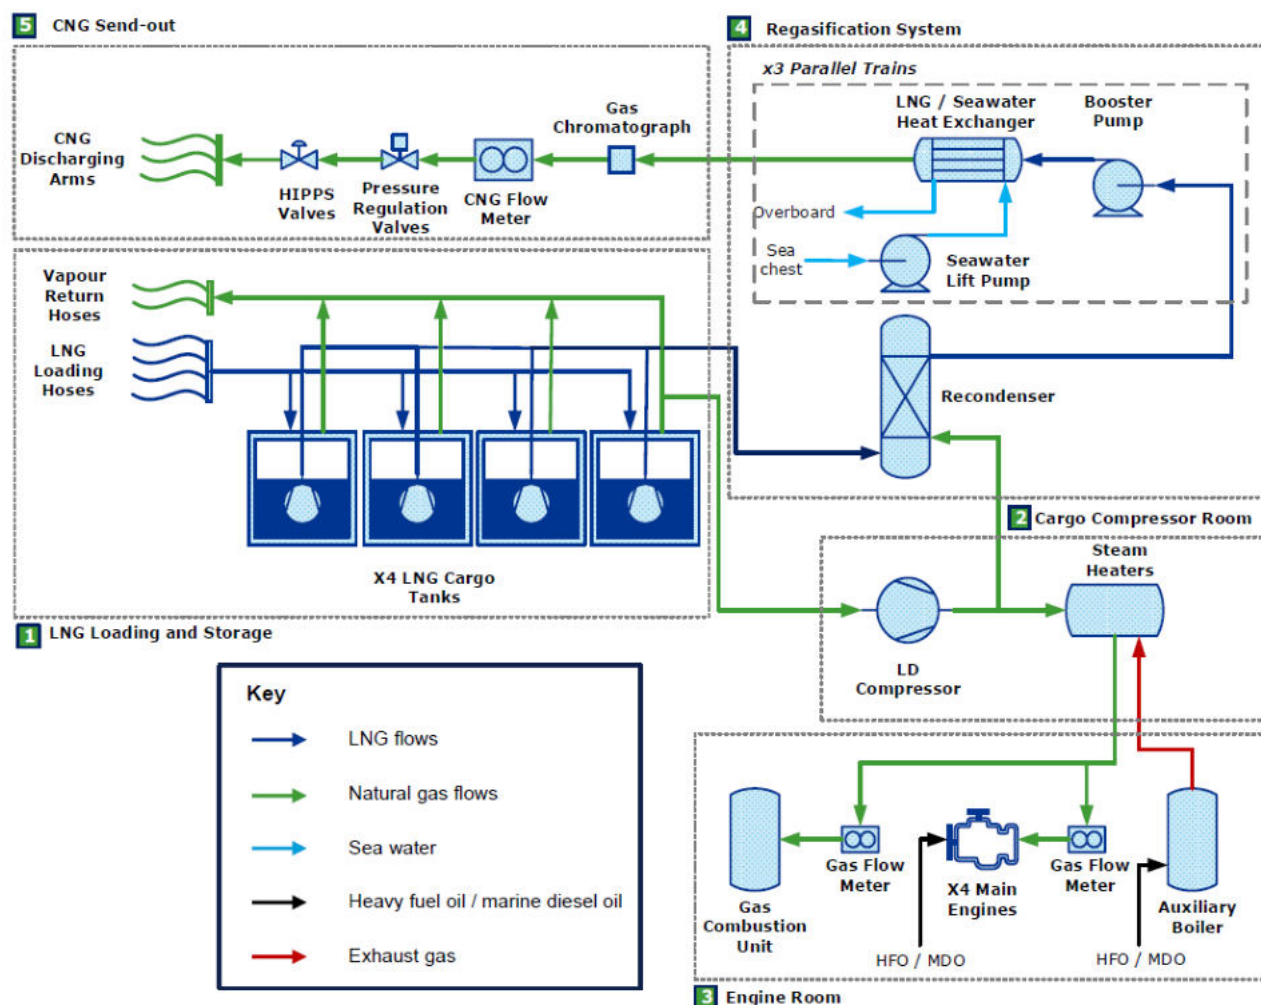 5 CNG Send-out
4 Regasification System
x3 Parallel Trains
CNG
Discharging
Arms
HIPPS
Valves
Pressure
Regulation
Valves
CNG Flow
Meter
Gas
Chromatograph
LNG / Seawater
Heat Exchanger
Booster
Pump
Overboard
Sea
chest
Seawater
Lift Pump
Vapour
Return
Hoses
LNG
Loading
Hoses
X4 LNG Cargo
Tanks
1 LNG Loading and Storage
Recondenser
2 Cargo Compressor Room
Steam
Heaters
LD
Compressor
Key
LNG flows
Natural gas flows
Sea water
Heavy fuel oil / marine diesel oil
Exhaust gas
Gas
Combustion
Unit
Gas Flow
Meter
X4 Main
Engines
Gas Flow
Meter
Auxiliary
Boiler
HFO / MDO
HFO / MDO
3 Engine Room